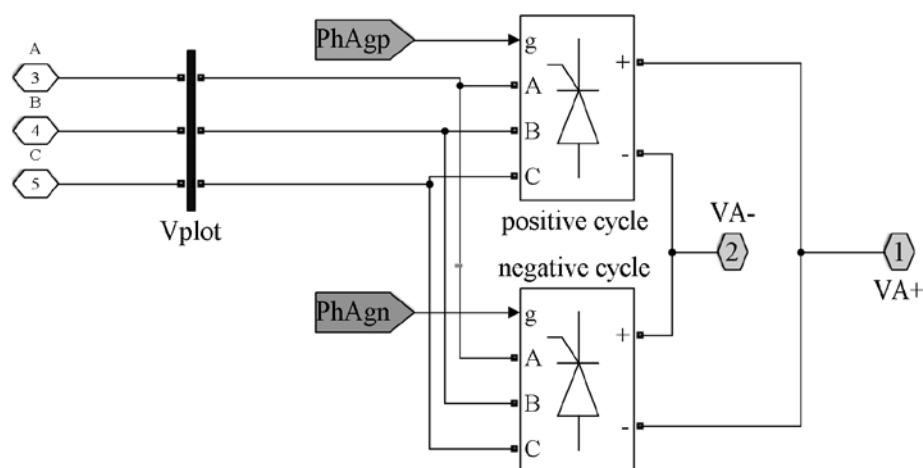 A
3
B
4
C
5
Vplot
PhAgp
g
A
B
C
+
-
positive cycle
VA-
2
1
VA+
negative cycle
PhAgn
g
A
B
C
+
-